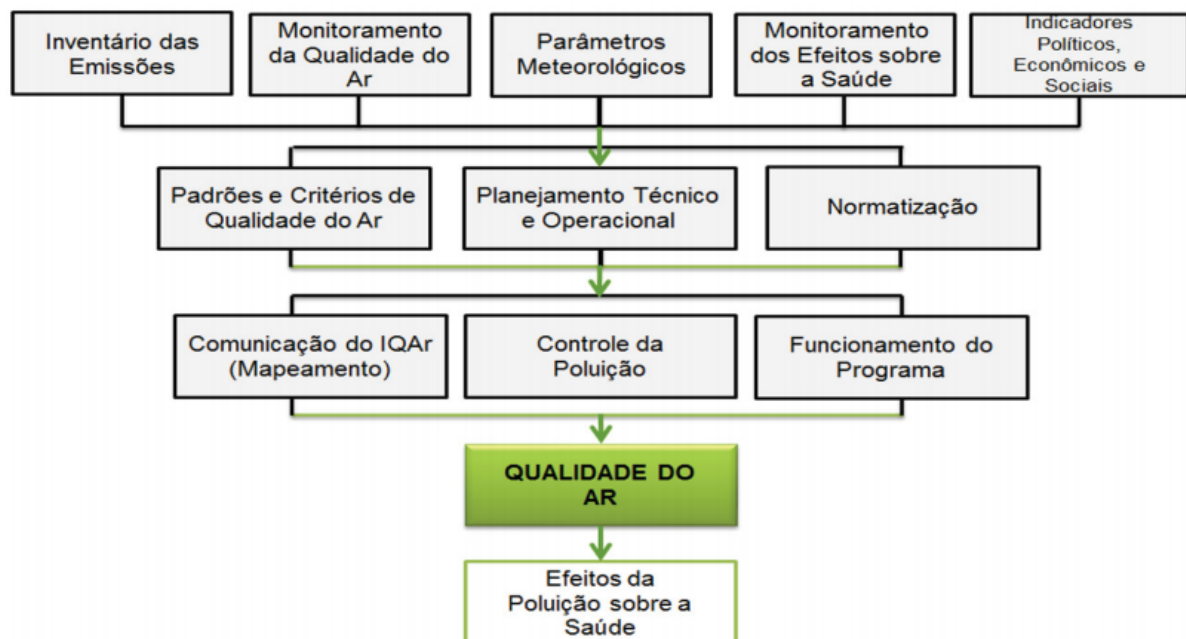 Inventário das
Emissões
Monitoramento
da Qualidade do
Ar
Parâmetros
Meteorológicos
Monitoramento
dos Efeitos sobre
a Saúde
Indicadores
Políticos,
Econômicos e
Sociais
Padrões e Critérios de
Qualidade do Ar
Planejamento Técnico
e Operacional
Normatização
Comunicação do IQAr
(Mapeamento)
Controle da
Poluição
Funcionamento do
Programa
QUALIDADE DO
AR
Efeitos da
Poluição sobre a
Saúde